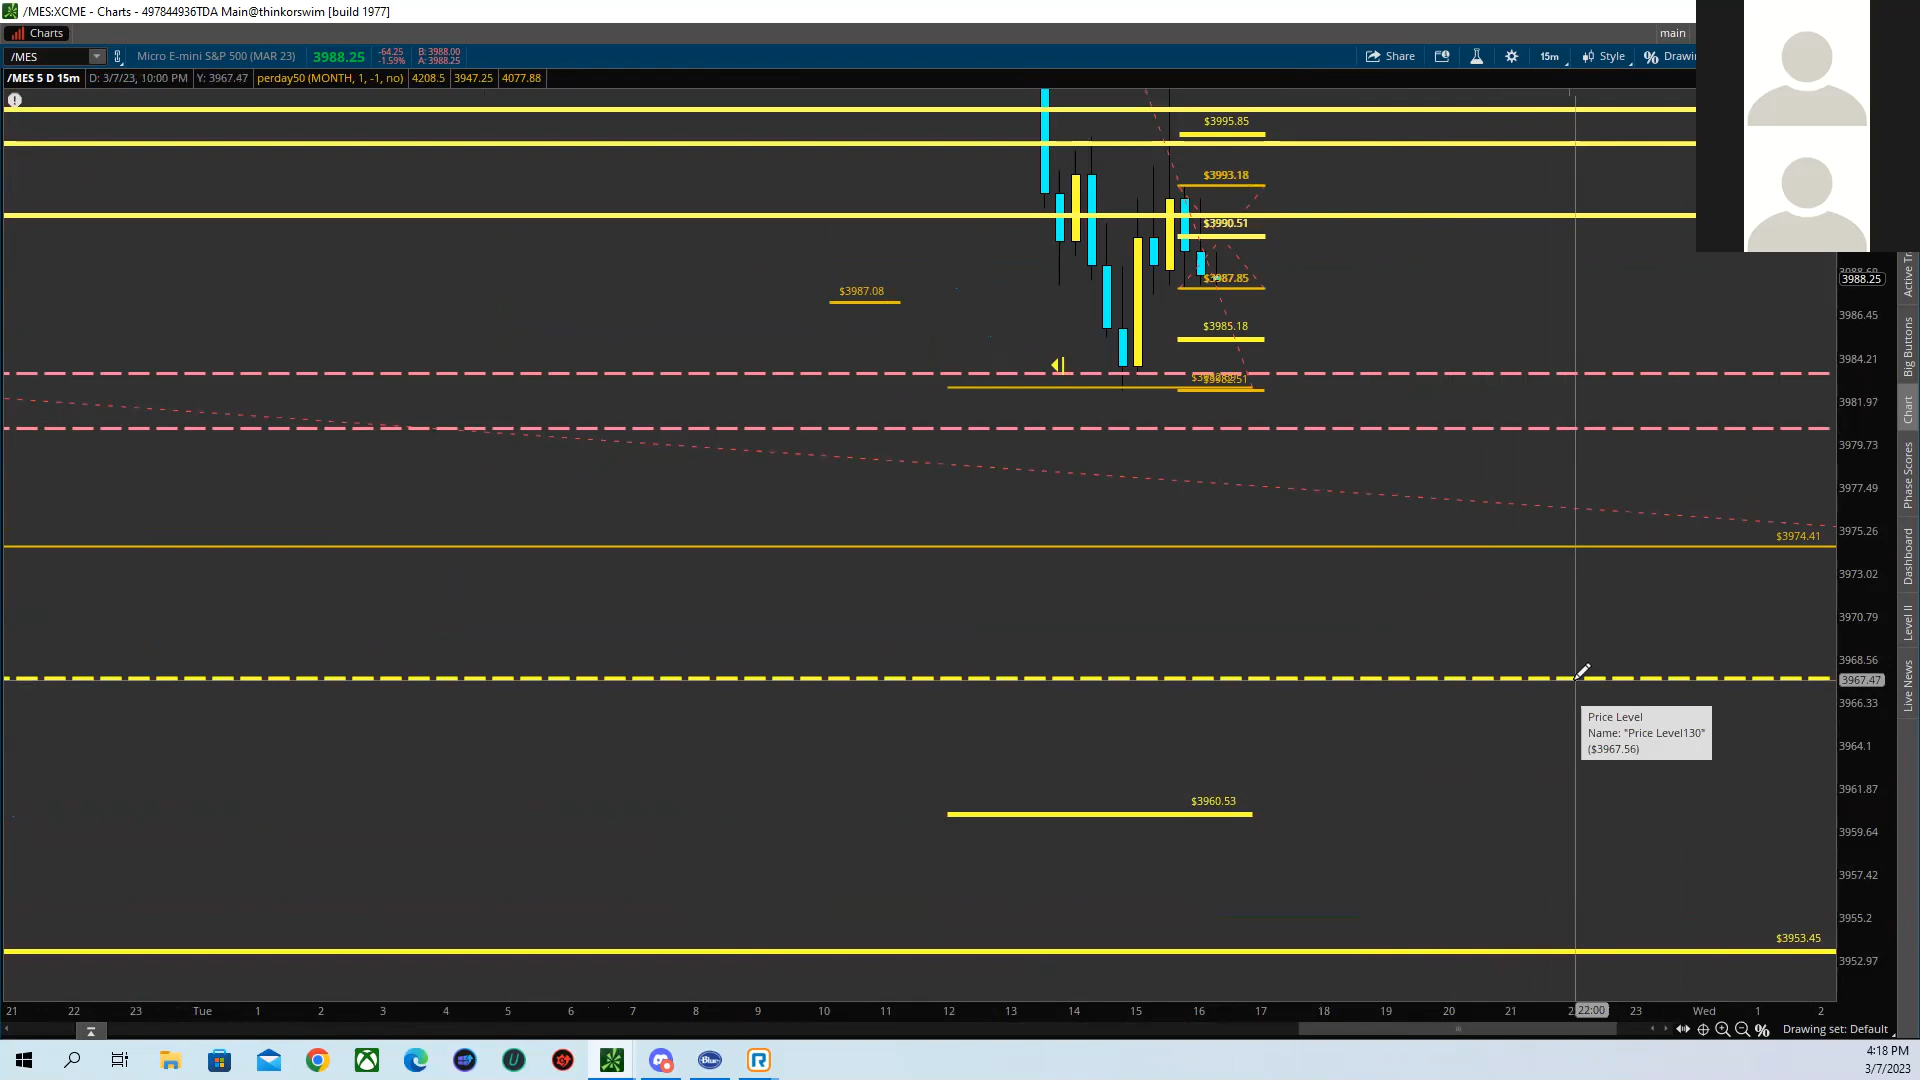 /MES:XCME - Charts - 497844936TDA Main@thinkorswim [build 1977]
Charts
main
/MES
Micro E-mini S&P 500 (MAR 23)
3988.25
-64.25
-1.59%
B: 3988.00
A: 3988.25
Share
15m
Style
Drawin
/MES 5 D 15m
D: 3/7/23, 10:00 PM
Y: 3967.47
perday50 (MONTH, 1, -1, no)
4208.5
3947.25
4077.88
$3995.85
$3993.18
$3990.51
$3987.85
$3987.08
$3985.18
$3974.41
$3960.53
$3953.45
3988.25
3986.45
3984.21
3981.97
3979.73
3977.49
3975.26
3973.02
3970.79
3968.56
3967.47
3966.33
3964.1
3961.87
3959.64
3957.42
3955.2
3952.97
Price Level
Name: "Price Level130"
($3967.56)
Active Tr
Big Buttons
Chart
Phase Scores
Dashboard
Level II
Live News
21 22 23 Tue 1 2 3 4 5 6 7 8 9 10 11 12 13 14 15 16 17 18 19 20 21 22:00 23 Wed 1 2
Drawing set: Default
Blue
4:18 PM
3/7/2023